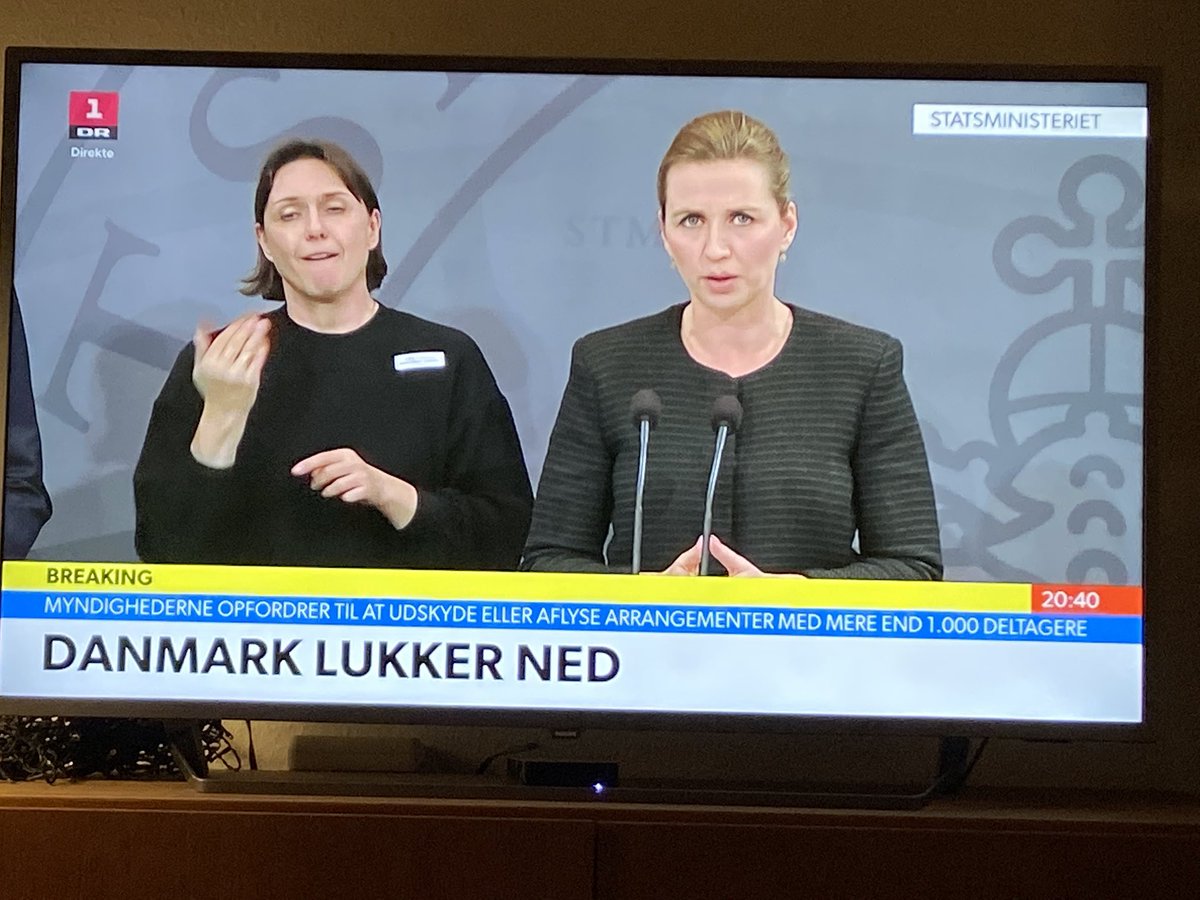 1
DR
Direkte
STATSMINISTERIET
STM
BREAKING
20:40
MYNDIGHEDERNE OPFORDRER TIL AT UDSKYDE ELLER AFLYSE ARRANGEMENTER MED MERE END 1.000 DELTAGERE
DANMARK LUKKER NED